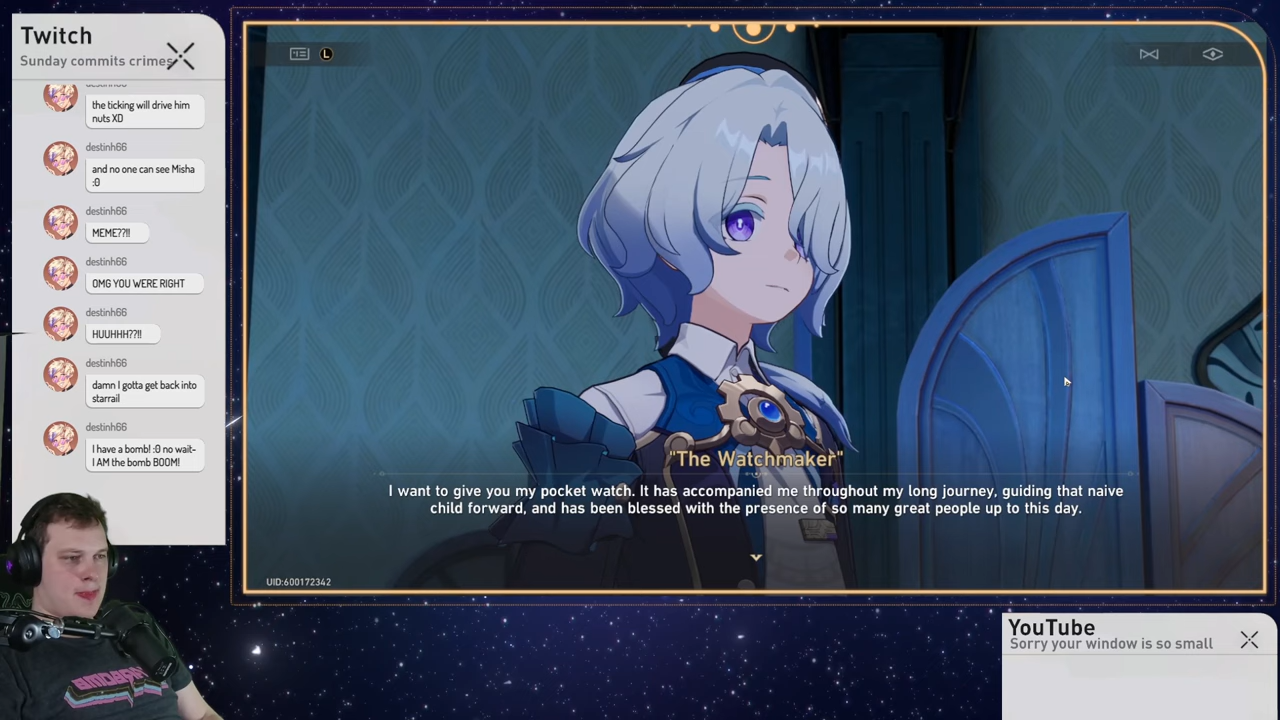 Twitch
Sunday commits crimes
the ticking will drive him
nuts XD
destinh66
and no one can see Misha
:O
destinh66
MEME??!!
destinh66
OMG YOU WERE RIGHT
destinh66
HUUHHH??!!
destinh66
damn I gotta get back into
starrail
destinh66
I have a bomb! :O no wait-
I AM the bomb BOOM!
L
"The Watchmaker"
I want to give you my pocket watch. It has accompanied me throughout my long journey, guiding that naive
child forward, and has been blessed with the presence of so many great people up to this day.
UID:600172342
YouTube
Sorry your window is so small